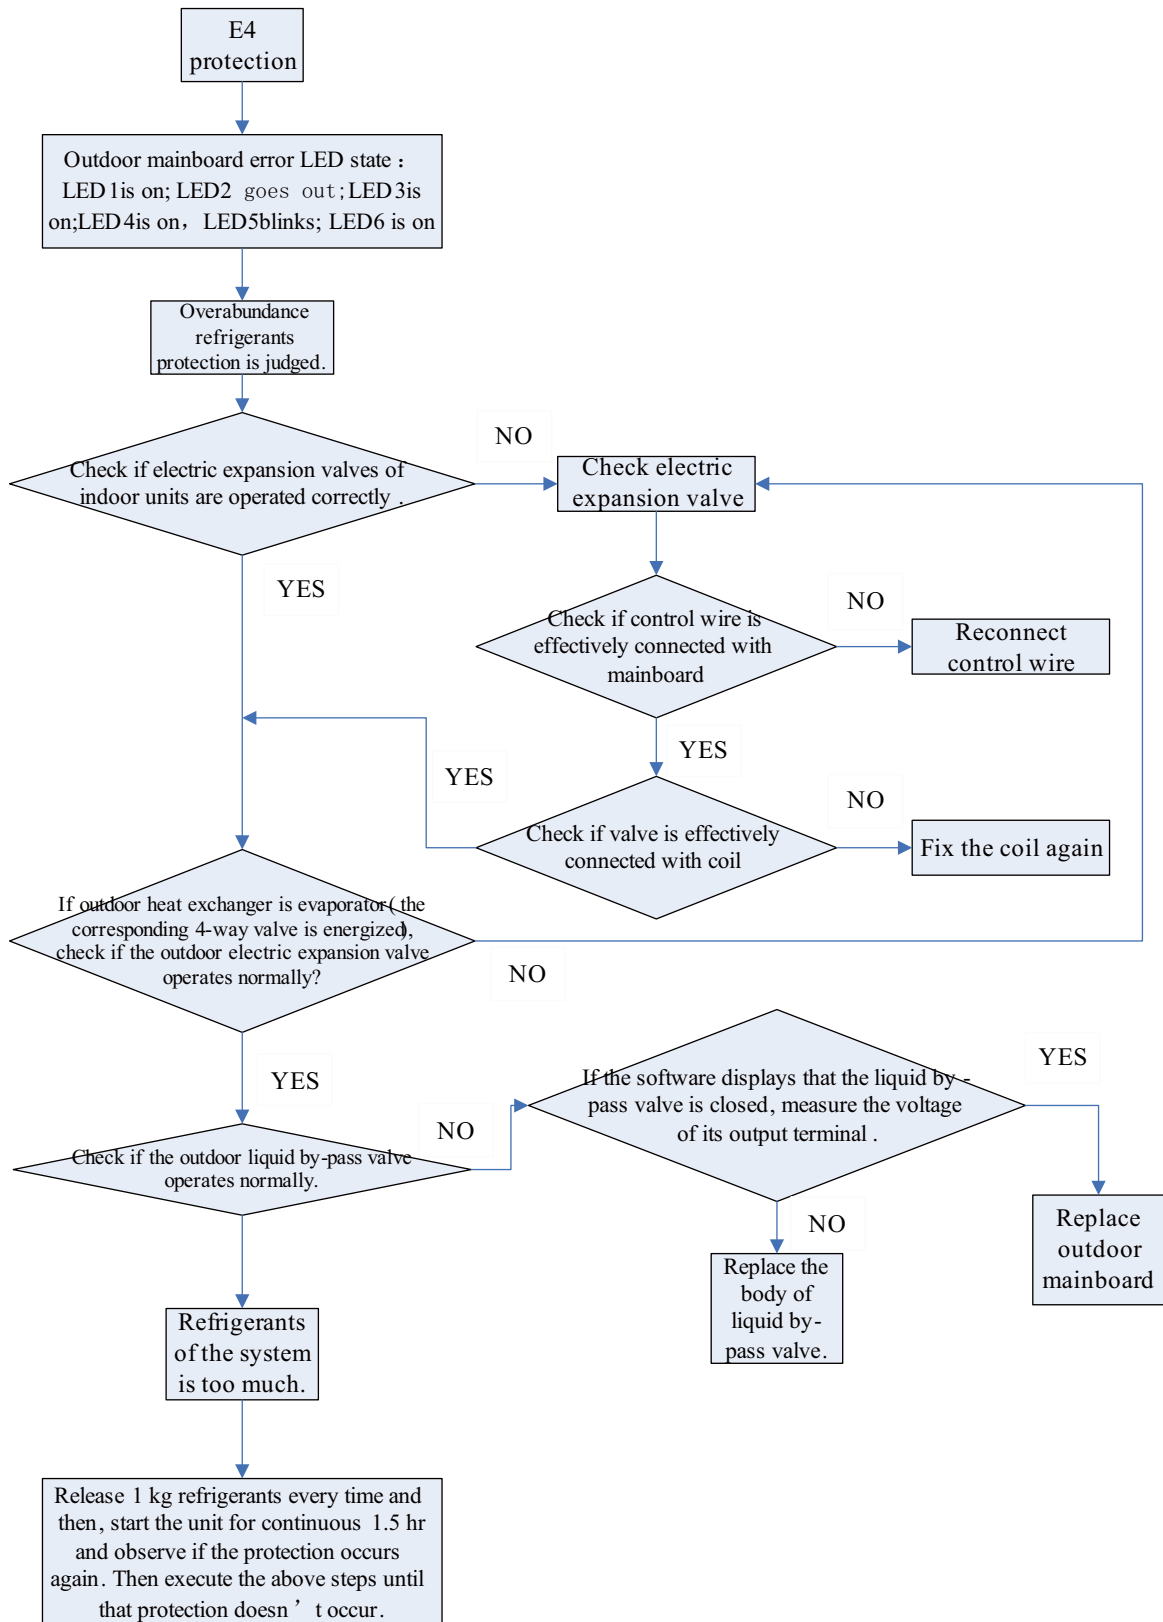 E4
protection
Outdoor mainboard error LED state：
LED1is on; LED2 goes out;LED3is
on;LED4is on，LED5blinks; LED6 is on
Overabundance
refrigerants
protection is judged.
Check if electric expansion valves of
indoor units are operated correctly .
NO
Check electric
expansion valve
YES
Check if control wire is
effectively connected with
mainboard
NO
Reconnect
control wire
YES
YES
Check if valve is effectively
connected with coil
NO
Fix the coil again
If outdoor heat exchanger is evaporator( the
corresponding 4-way valve is energized),
check if the outdoor electric expansion valve
operates normally?
NO
YES
If the software displays that the liquid by -
pass valve is closed, measure the voltage
of its output terminal .
YES
NO
Check if the outdoor liquid by-pass valve
operates normally.
NO
Replace
outdoor
mainboard
Replace the
body of
liquid by-
pass valve.
Refrigerants
of the system
is too much.
Release 1 kg refrigerants every time and
then, start the unit for continuous 1.5 hr
and observe if the protection occurs
again. Then execute the above steps until
that protection doesn ’ t occur.